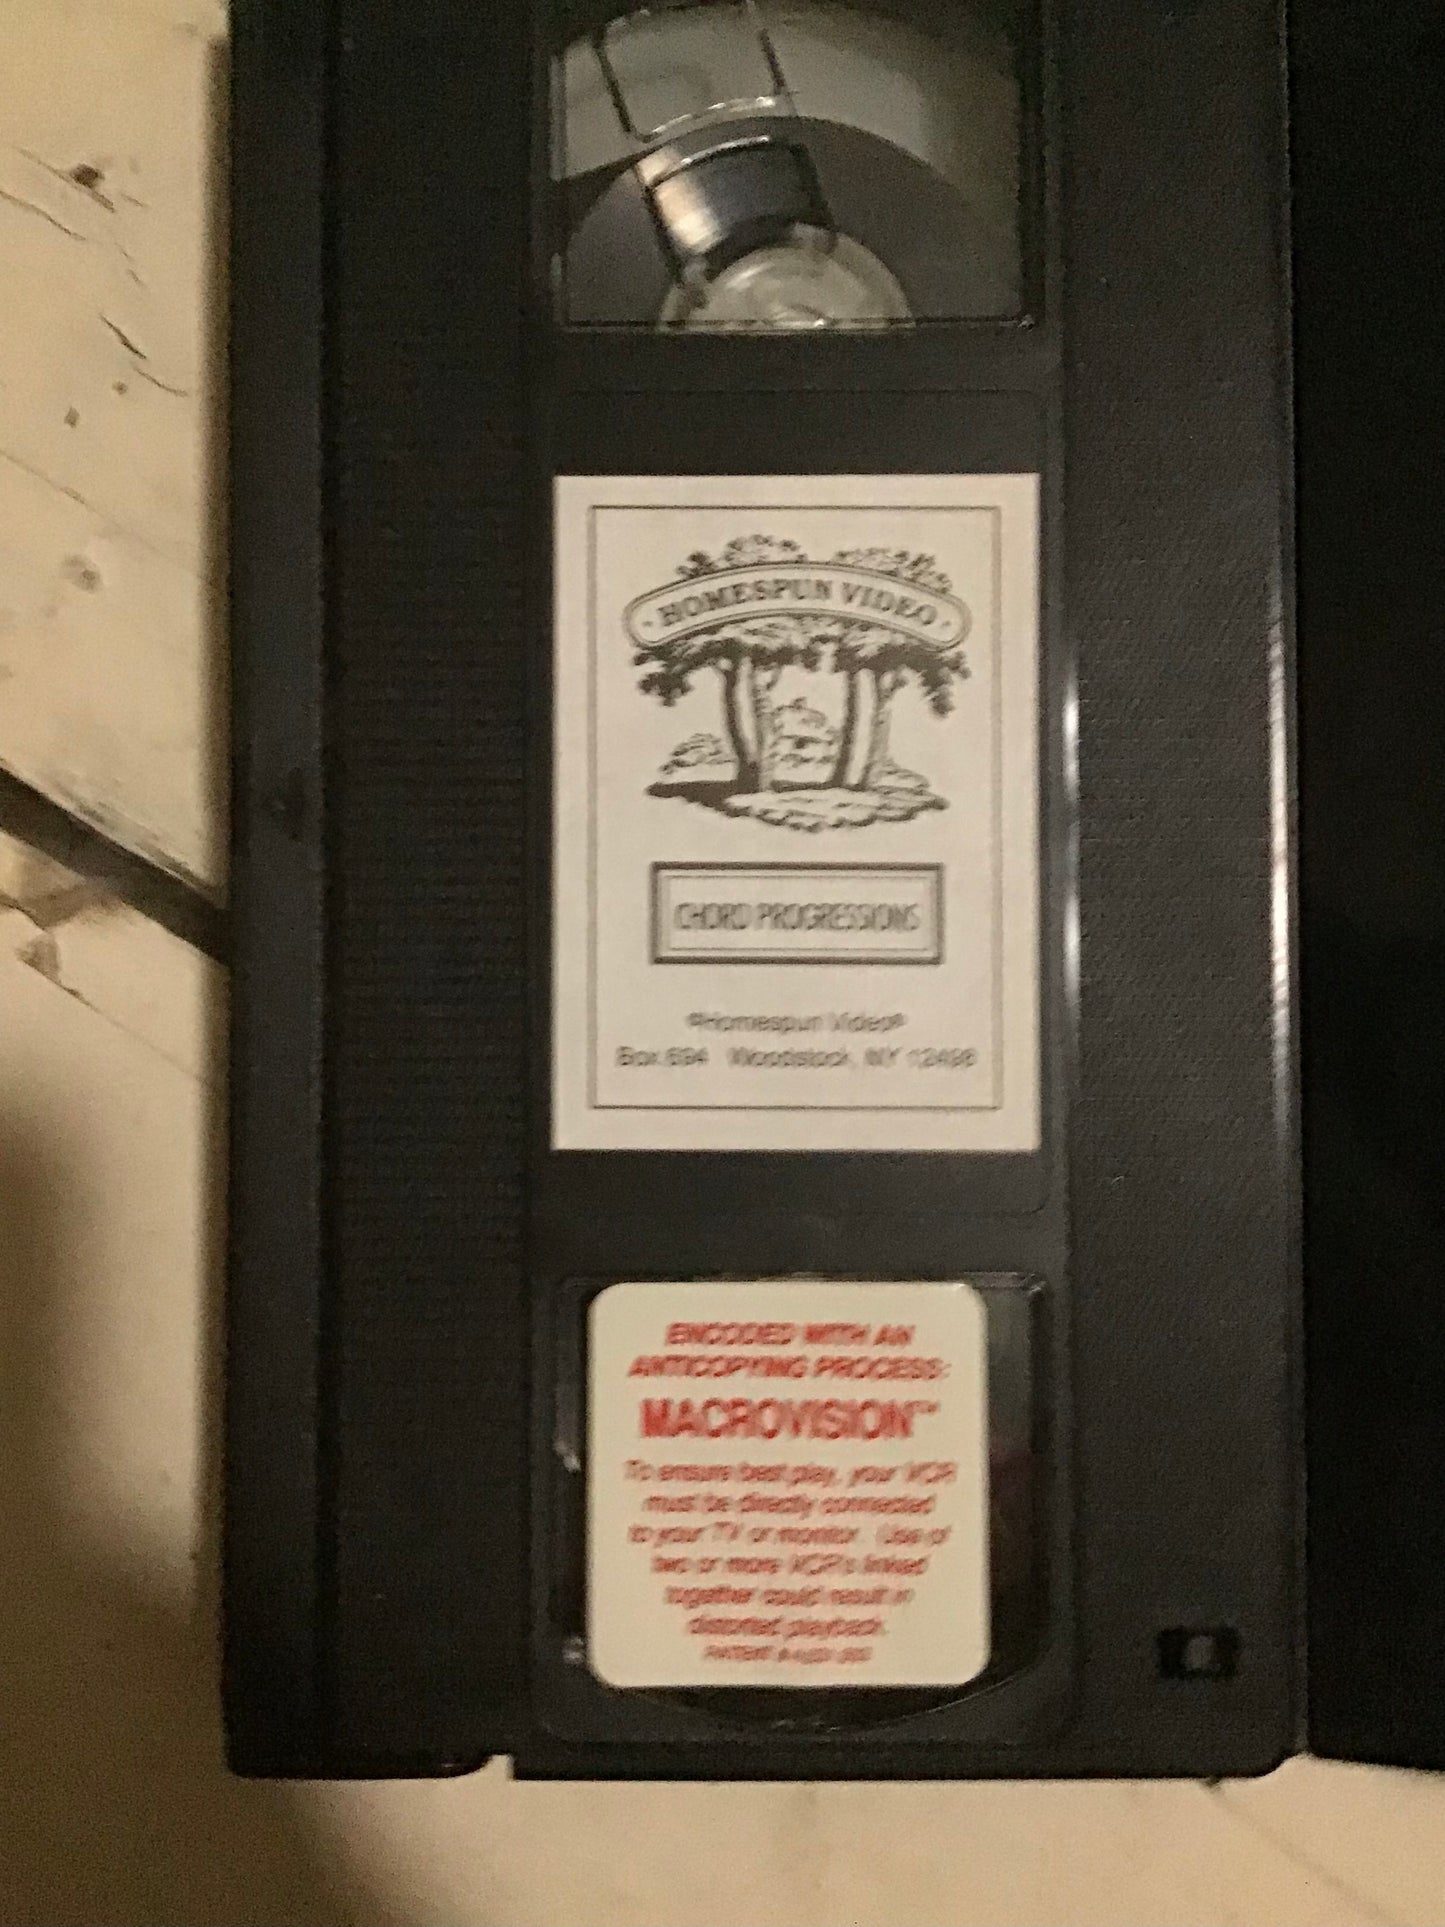 · HOMESPUN VIDEO ·
CHORD PROGRESSIONS
©Homespun Video®
Box 694 Woodstock, NY 12498
ENCODED WITH AN
ANTICOPYING PROCESS:
MACROVISION™
To ensure best play, your VCR
must be directly connected
to your TV or monitor. Use of
two or more VCR's linked
together could result in
distorted playback.
PATENT #